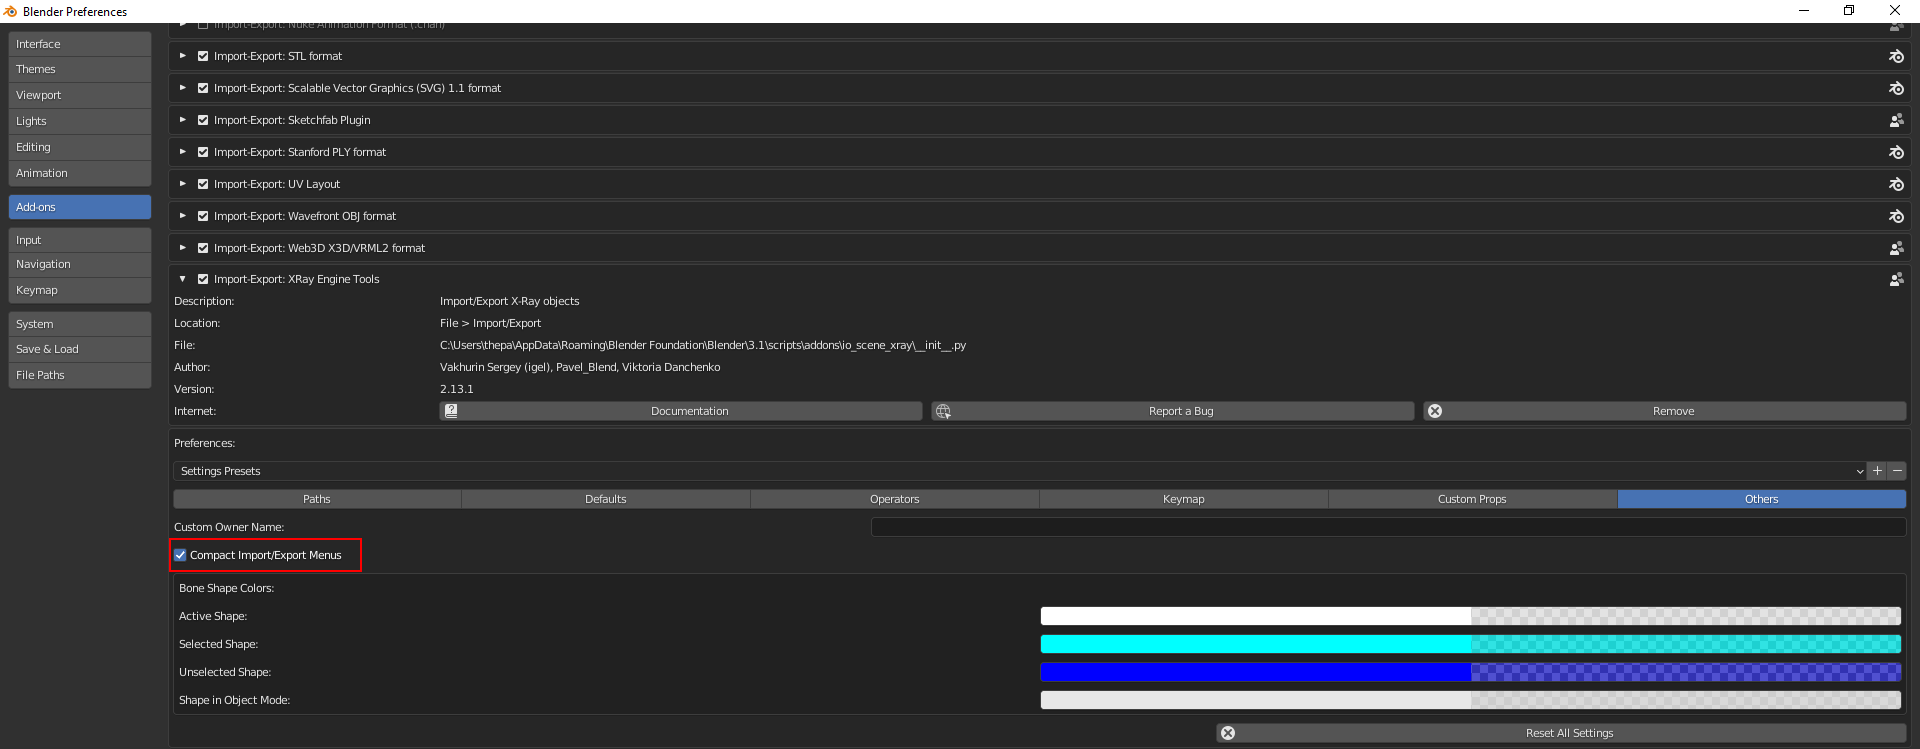 Blender Preferences
Interface
Themes
Viewport
Lights
Editing
Animation
Add-ons
Input
Navigation
Keymap
System
Save & Load
File Paths
Import-Export: Nuke Animation Format (.chan)
Import-Export: STL format
Import-Export: Scalable Vector Graphics (SVG) 1.1 format
Import-Export: Sketchfab Plugin
Import-Export: Stanford PLY format
Import-Export: UV Layout
Import-Export: Wavefront OBJ format
Import-Export: Web3D X3D/VRML2 format
Import-Export: XRay Engine Tools
Description: Import/Export X-Ray objects
Location: File > Import/Export
File: C:\Users\thepa\AppData\Roaming\Blender Foundation\Blender\3.1\scripts\addons\io_scene_xray\__init__.py
Author: Vakhurin Sergey (igel), Pavel_Blend, Viktoria Danchenko
Version: 2.13.1
Internet: Documentation Report a Bug Remove
Preferences:
Settings Presets
Paths Defaults Operators Keymap Custom Props Others
Custom Owner Name:
Compact Import/Export Menus
Bone Shape Colors:
Active Shape:
Selected Shape:
Unselected Shape:
Shape in Object Mode:
Reset All Settings